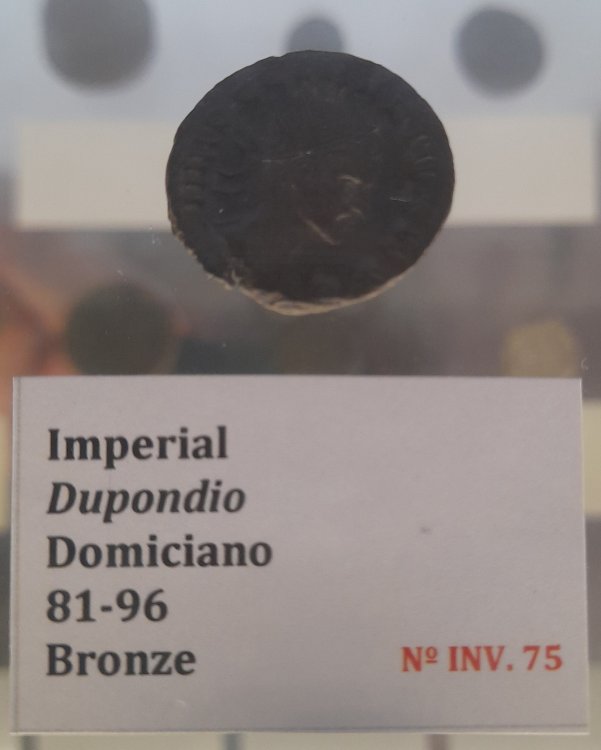 Imperial
Dupondio
Domiciano
81-96
Bronze
Nº INV. 75